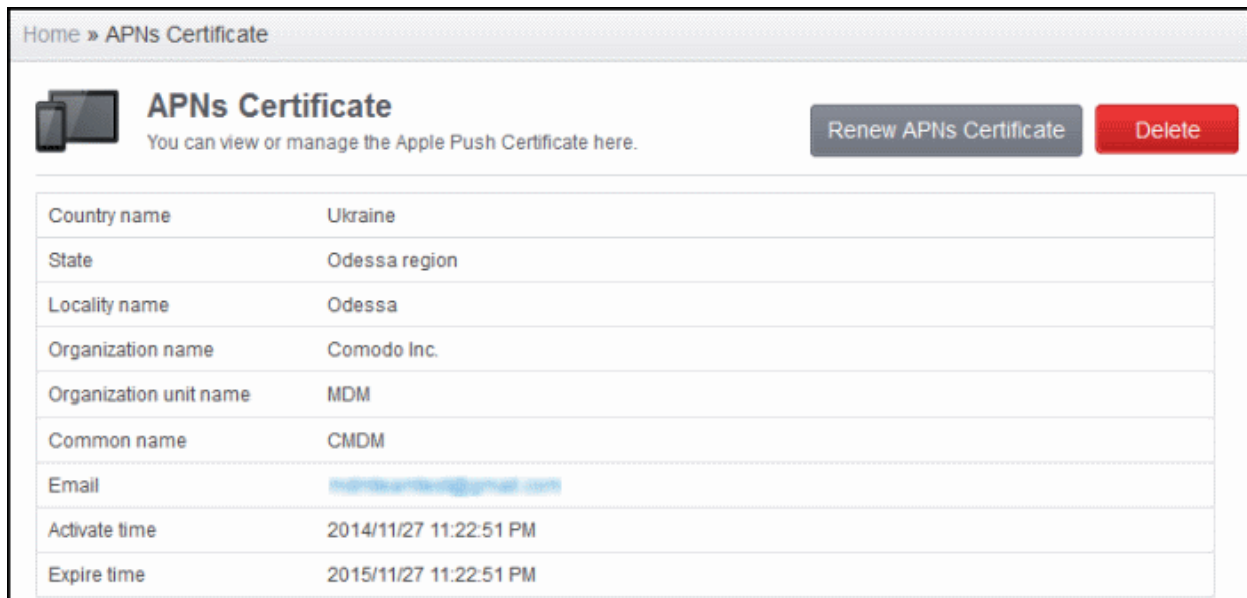 Home » APNs Certificate
APNs Certificate
You can view or manage the Apple Push Certificate here.
Renew APNs Certificate
Delete
Country name Ukraine
State Odessa region
Locality name Odessa
Organization name Comodo Inc.
Organization unit name MDM
Common name CMDM
Email
Activate time 2014/11/27 11:22:51 PM
Expire time 2015/11/27 11:22:51 PM